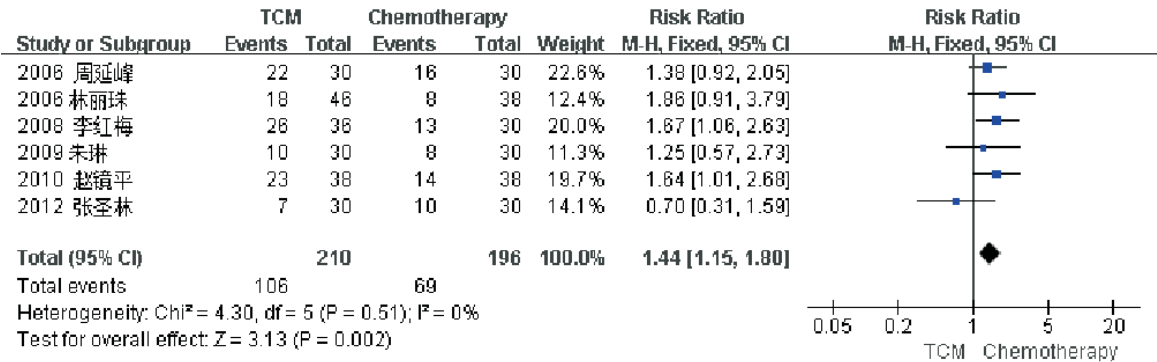 TCM Chemotherapy Risk Ratio Risk Ratio
Study or Subgroup Events Total Events Total Weight M-H, Fixed, 95% CI M-H, Fixed, 95% CI
2006 周延峰 22 30 16 30 22.6% 1.38 [0.92, 2.05]
2006 林丽珠 18 46 8 38 12.4% 1.86 [0.91, 3.79]
2008 李红梅 26 36 13 30 20.0% 1.67 [1.06, 2.63]
2009 朱琳 10 30 8 30 11.3% 1.25 [0.57, 2.73]
2010 赵镜平 23 38 14 38 19.7% 1.64 [1.01, 2.68]
2012 张圣林 7 30 10 30 14.1% 0.70 [0.31, 1.59]
Total (95% CI) 210 196 100.0% 1.44 [1.15, 1.80]
Total events 106 69
Heterogeneity: Chi² = 4.30, df = 5 (P = 0.51); I² = 0%
Test for overall effect: Z = 3.13 (P = 0.002)
0.05 0.2 1 5 20
TCM Chemotherapy